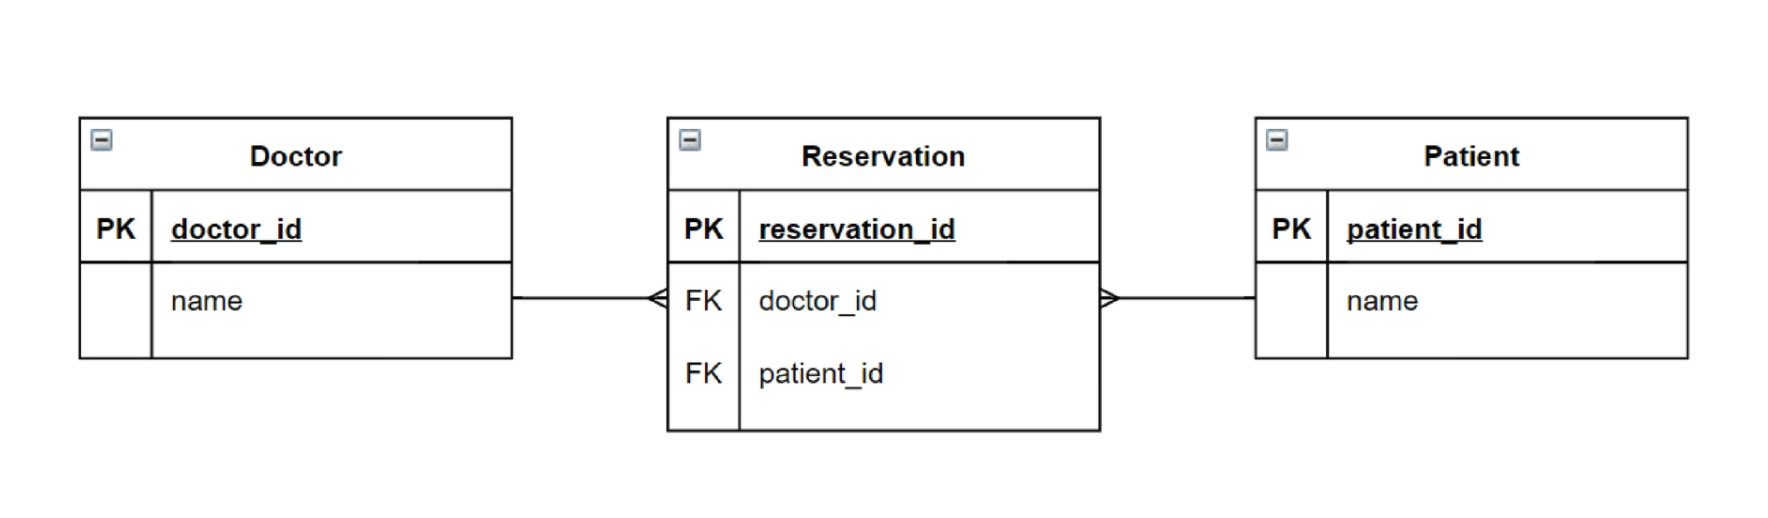 Doctor
PK doctor_id
name
Reservation
PK reservation_id
FK doctor_id
FK patient_id
Patient
PK patient_id
name